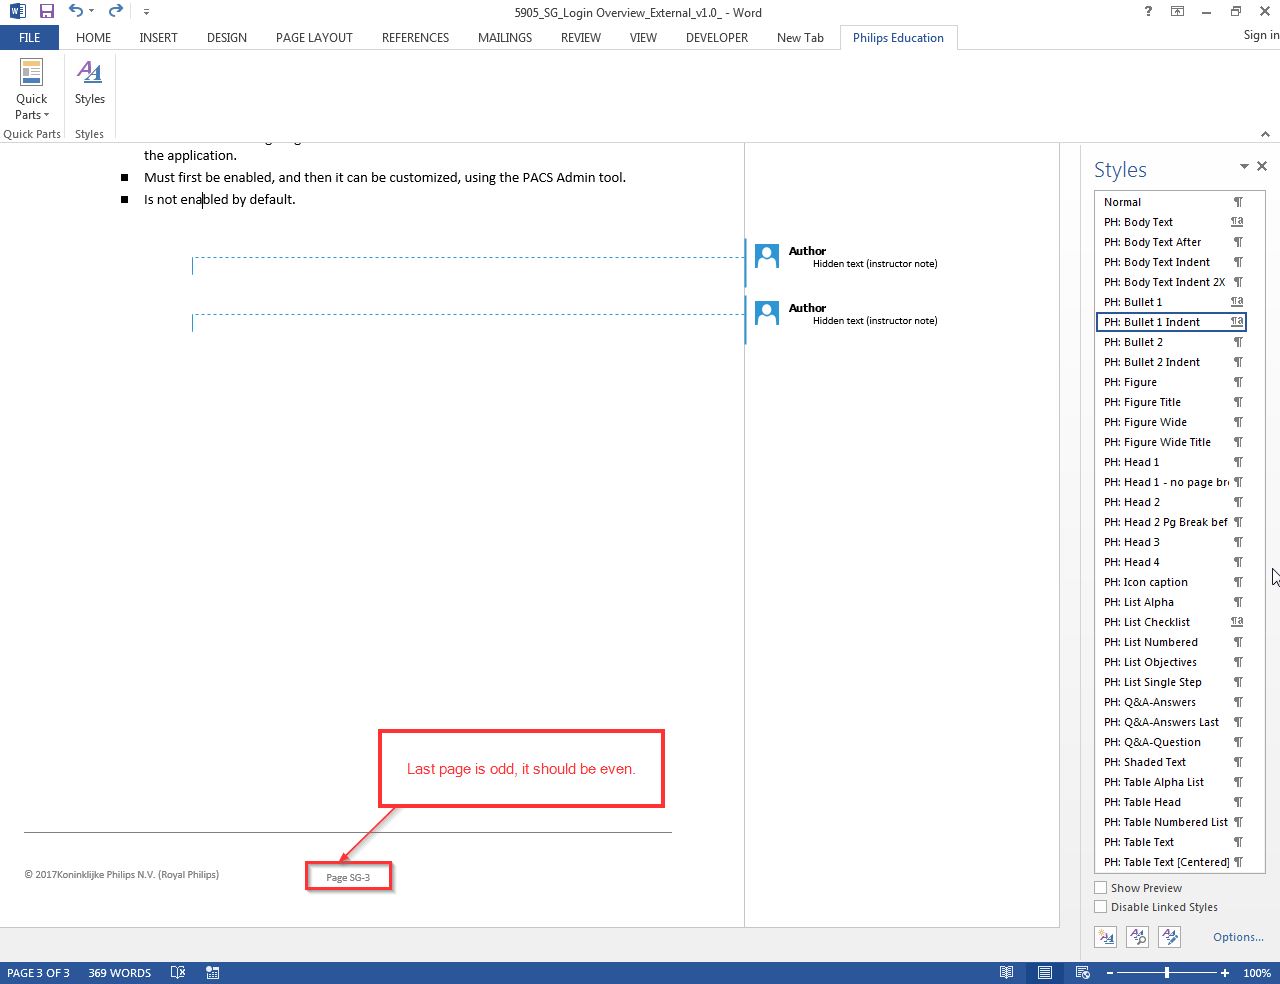 5905_SG_Login Overview_External_v1.0_ - Word
FILE HOME INSERT DESIGN PAGE LAYOUT REFERENCES MAILINGS REVIEW VIEW DEVELOPER New Tab Philips Education Sign in
Quick Parts
Styles
Quick Parts Styles
the application.
■ Must first be enabled, and then it can be customized, using the PACS Admin tool.
■ Is not enabled by default.
Author
Hidden text (instructor note)
Author
Hidden text (instructor note)
Last page is odd, it should be even.
© 2017Koninklijke Philips N.V. (Royal Philips)
Page SG-3
Styles
Normal
PH: Body Text
PH: Body Text After
PH: Body Text Indent
PH: Body Text Indent 2X
PH: Bullet 1
PH: Bullet 1 Indent
PH: Bullet 2
PH: Bullet 2 Indent
PH: Figure
PH: Figure Title
PH: Figure Wide
PH: Figure Wide Title
PH: Head 1
PH: Head 1 - no page br
PH: Head 2
PH: Head 2 Pg Break bef
PH: Head 3
PH: Head 4
PH: Icon caption
PH: List Alpha
PH: List Checklist
PH: List Numbered
PH: List Objectives
PH: List Single Step
PH: Q&A-Answers
PH: Q&A-Answers Last
PH: Q&A-Question
PH: Shaded Text
PH: Table Alpha List
PH: Table Head
PH: Table Numbered List
PH: Table Text
PH: Table Text [Centered]
Show Preview
Disable Linked Styles
Options...
PAGE 3 OF 3 369 WORDS 100%